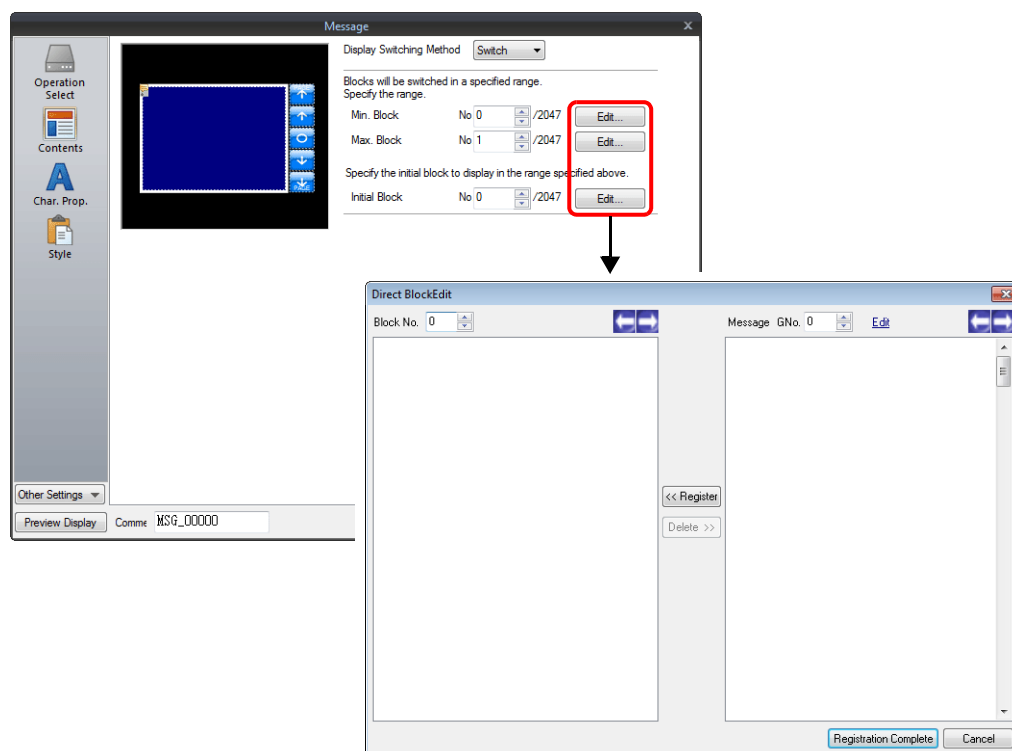 Message
Operation
Select
Contents
Char. Prop.
Style
Display Switching Method Switch
Blocks will be switched in a specified range.
Specify the range.
Min. Block No 0 /2047 Edit...
Max. Block No 1 /2047 Edit...
Specify the initial block to display in the range specified above.
Initial Block No 0 /2047 Edit...
Other Settings
Preview Display Comme MSG_00000
Direct BlockEdit
Block No. 0 Message GNo. 0 Edit
<< Register
Delete >>
Registration Complete Cancel